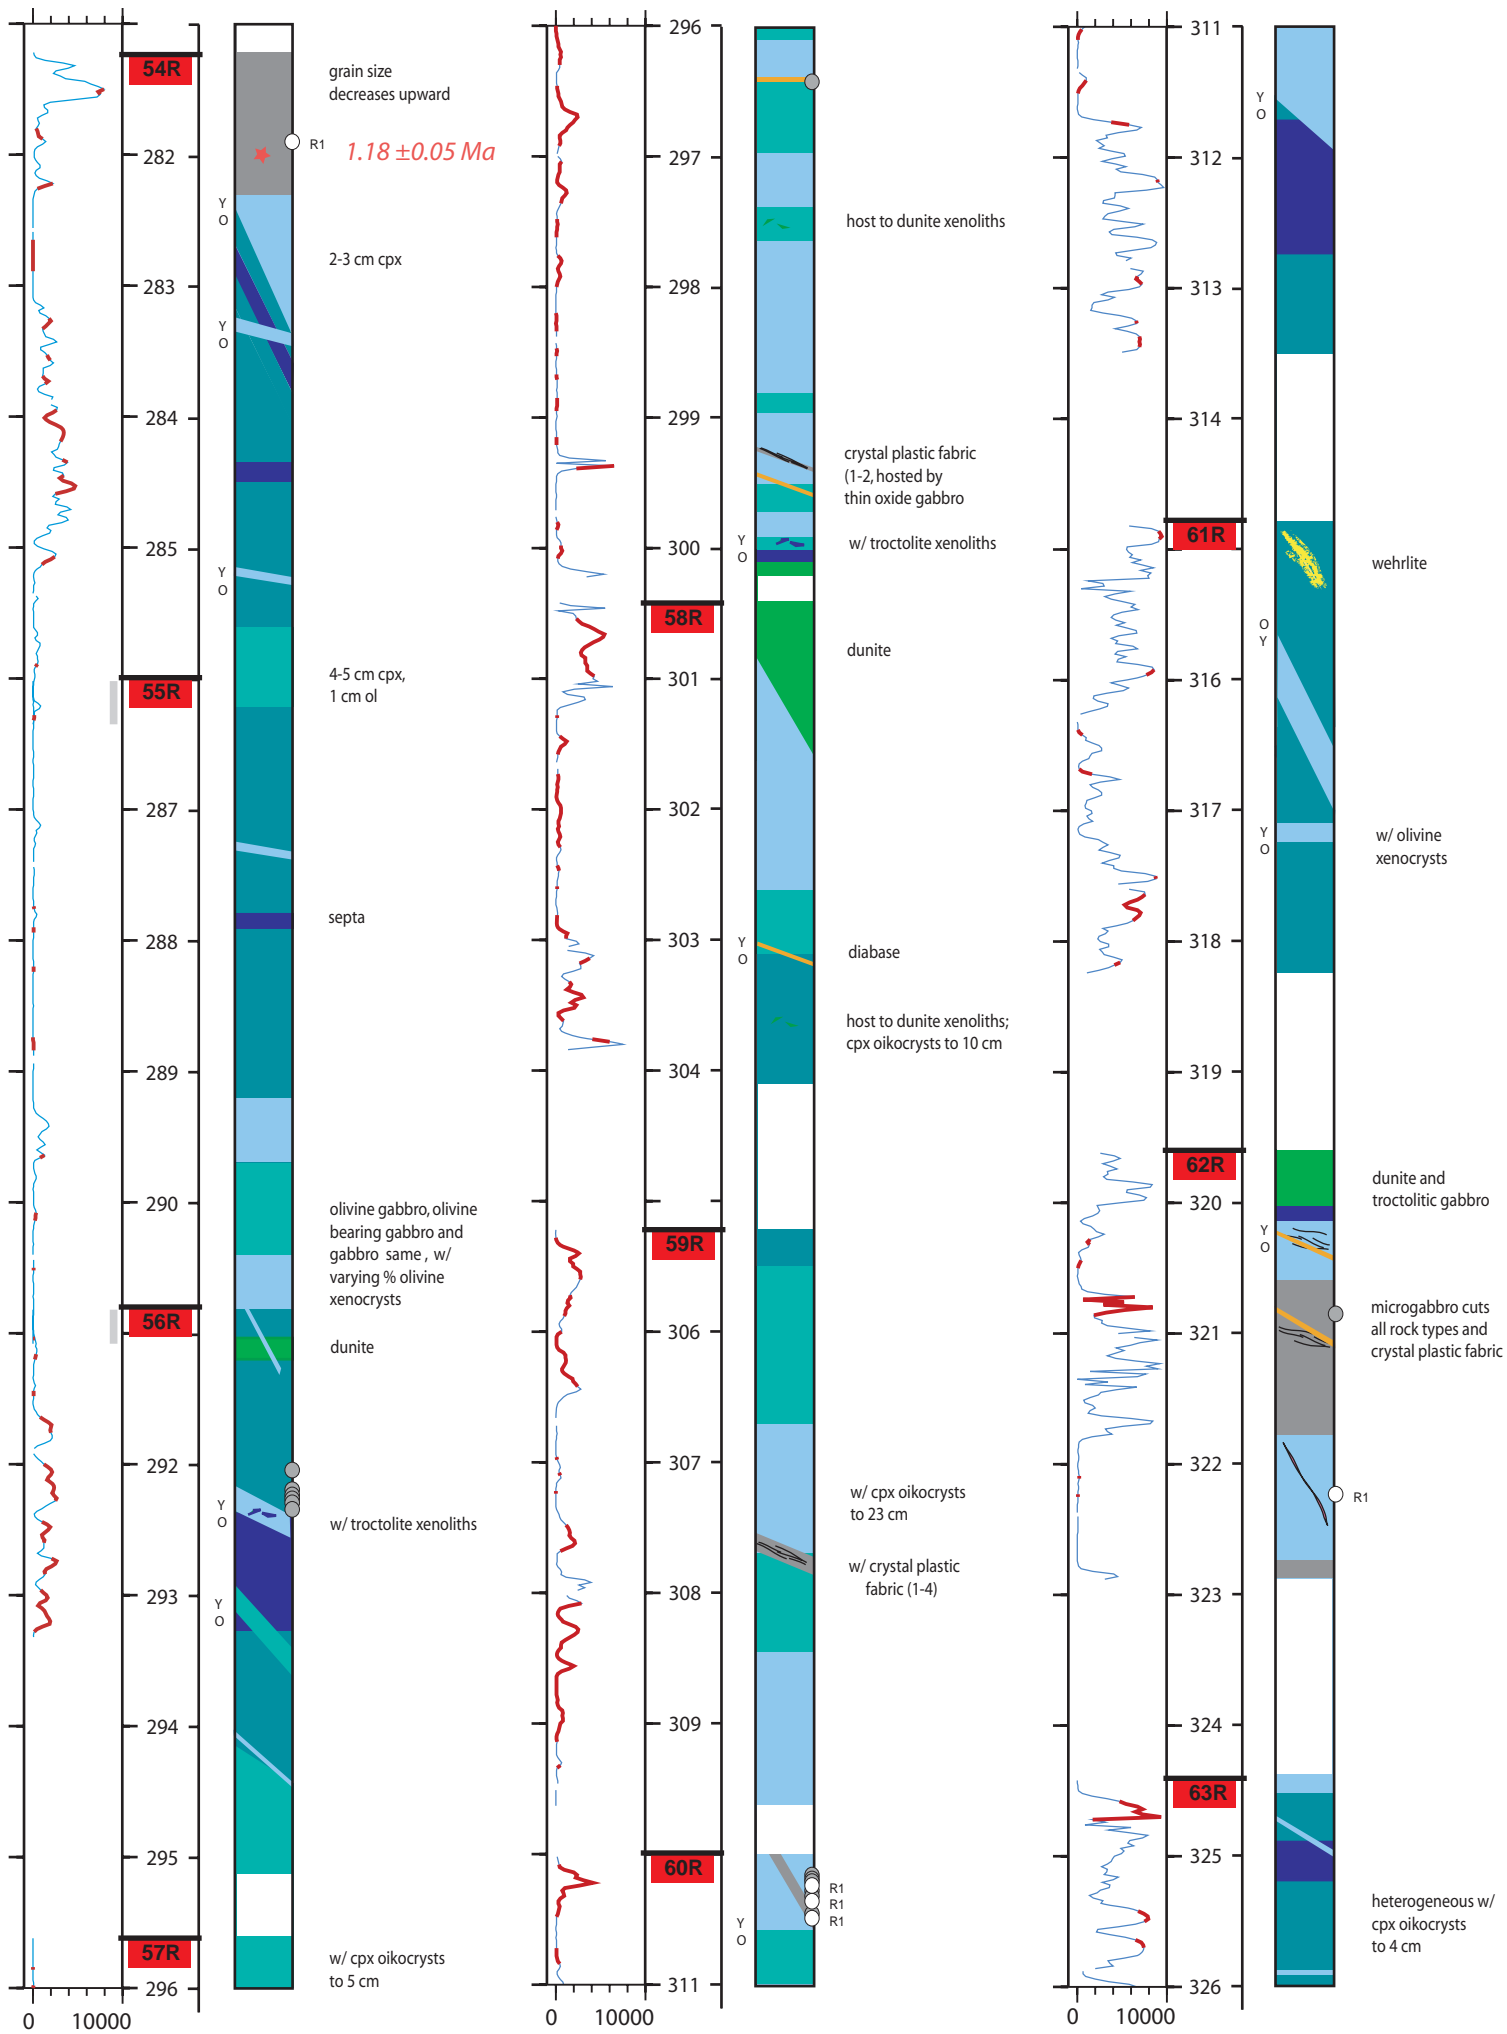 54R
282
283
284
285
55R
287
288
289
290
56R
292
293
294
295
57R
296
0
10000
grain size
decreases upward
R1
1.18 ±0.05 Ma
Y
O
2-3 cm cpx
Y
O
Y
O
4-5 cm cpx,
1 cm ol
septa
olivine gabbro, olivine
bearing gabbro and
gabbro same , w/
varying % olivine
xenocrysts
dunite
Y
O
w/ troctolite xenoliths
Y
O
w/ cpx oikocrysts
to 5 cm
296
297
298
299
300
58R
301
302
303
304
59R
306
307
308
309
60R
311
0
10000
host to dunite xenoliths
crystal plastic fabric
(1-2, hosted by
thin oxide gabbro
Y
O
w/ troctolite xenoliths
dunite
Y
O
diabase
host to dunite xenoliths;
cpx oikocrysts to 10 cm
w/ cpx oikocrysts
to 23 cm
w/ crystal plastic
fabric (1-4)
R1
R1
R1
Y
O
311
312
313
314
61R
316
317
318
319
62R
320
321
322
323
324
63R
325
326
0
10000
Y
O
wehrlite
O
Y
Y
O
w/ olivine
xenocrysts
dunite and
troctolitic gabbro
Y
O
microgabbro cuts
all rock types and
crystal plastic fabric
R1
heterogeneous w/
cpx oikocrysts
to 4 cm